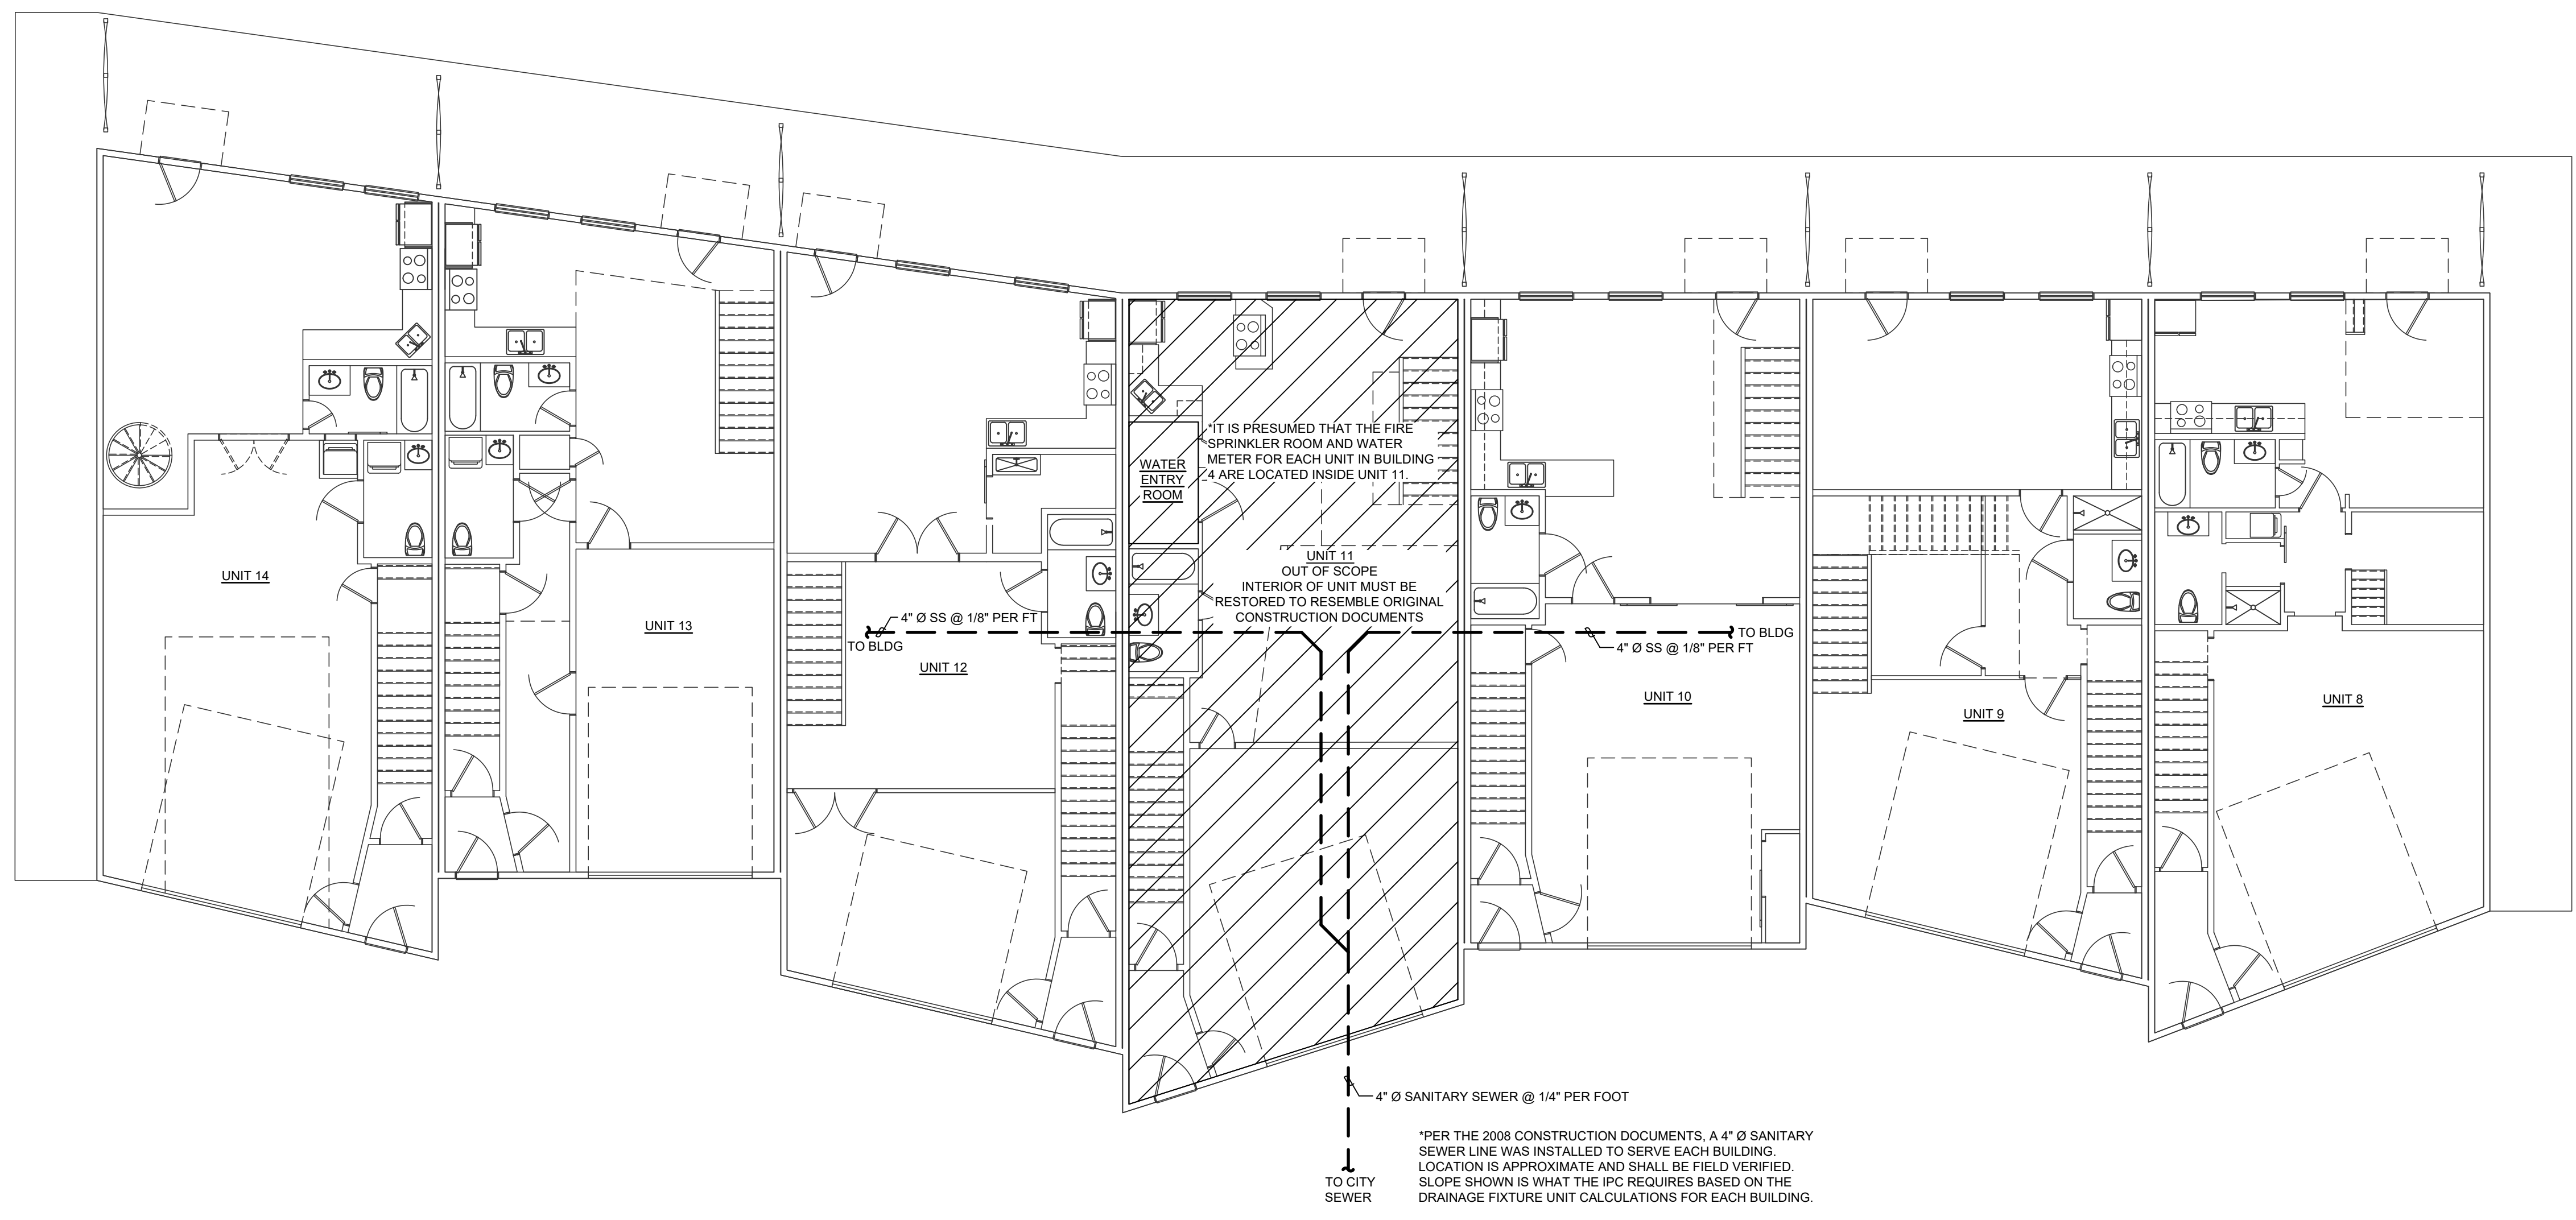 *IT IS PRESUMED THAT THE FIRE
SPRINKLER ROOM AND WATER
METER FOR EACH UNIT IN BUILDING
4 ARE LOCATED INSIDE UNIT 11.
WATER
ENTRY
ROOM
UNIT 14
UNIT 11
OUT OF SCOPE
INTERIOR OF UNIT MUST BE
RESTORED TO RESEMBLE ORIGINAL
CONSTRUCTION DOCUMENTS
UNIT 13
4" Ø SS @ 1/8" PER FT
TO BLDG
UNIT 12
TO BLDG
4" Ø SS @ 1/8" PER FT
UNIT 10
UNIT 9
UNIT 8
4" Ø SANITARY SEWER @ 1/4" PER FOOT
*PER THE 2008 CONSTRUCTION DOCUMENTS, A 4" Ø SANITARY
SEWER LINE WAS INSTALLED TO SERVE EACH BUILDING.
LOCATION IS APPROXIMATE AND SHALL BE FIELD VERIFIED.
SLOPE SHOWN IS WHAT THE IPC REQUIRES BASED ON THE
DRAINAGE FIXTURE UNIT CALCULATIONS FOR EACH BUILDING.
TO CITY
SEWER